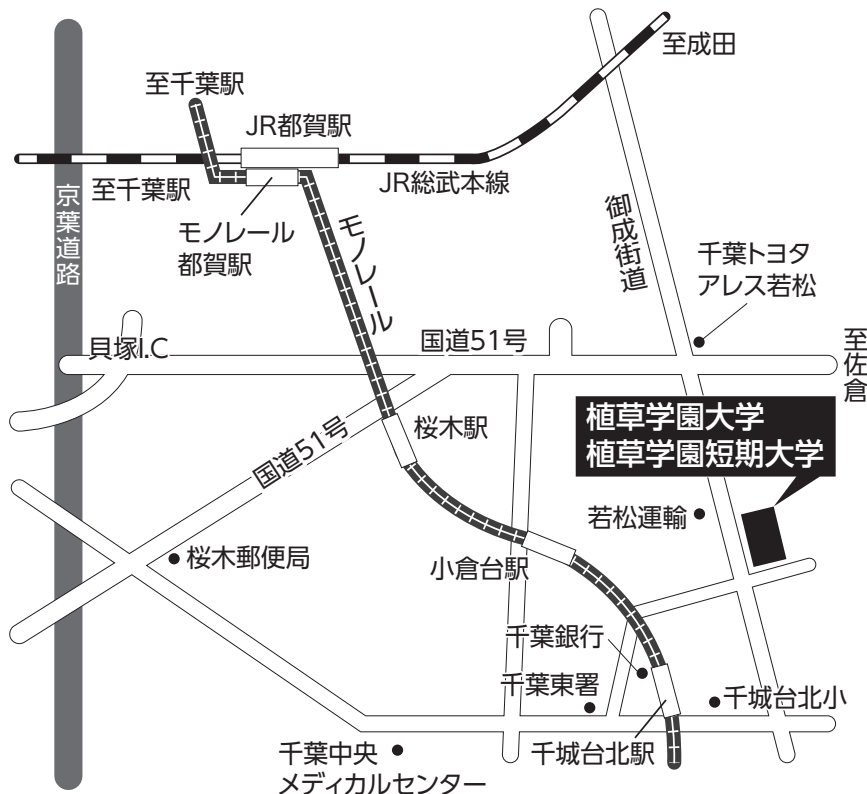 至成田
至千葉駅
JR都賀駅
至千葉駅
JR総武本線
京葉道路
モノレール
都賀駅
モノレール
御成街道
千葉トヨタ
アレス若松
貝塚I.C
国道51号
至佐倉
国道51号
桜木駅
植草学園大学
植草学園短期大学
若松運輸
桜木郵便局
小倉台駅
千葉銀行
千葉東署
千城台北小
千葉中央
メディカルセンター
千城台北駅